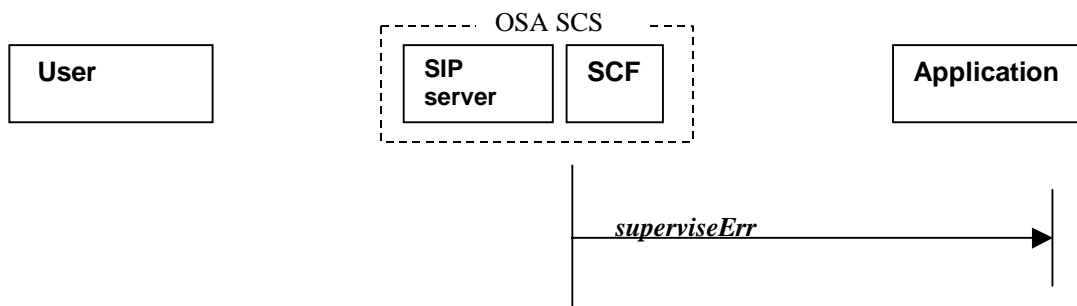 OSA SCS
User
SIP
server
SCF
Application
superviseErr